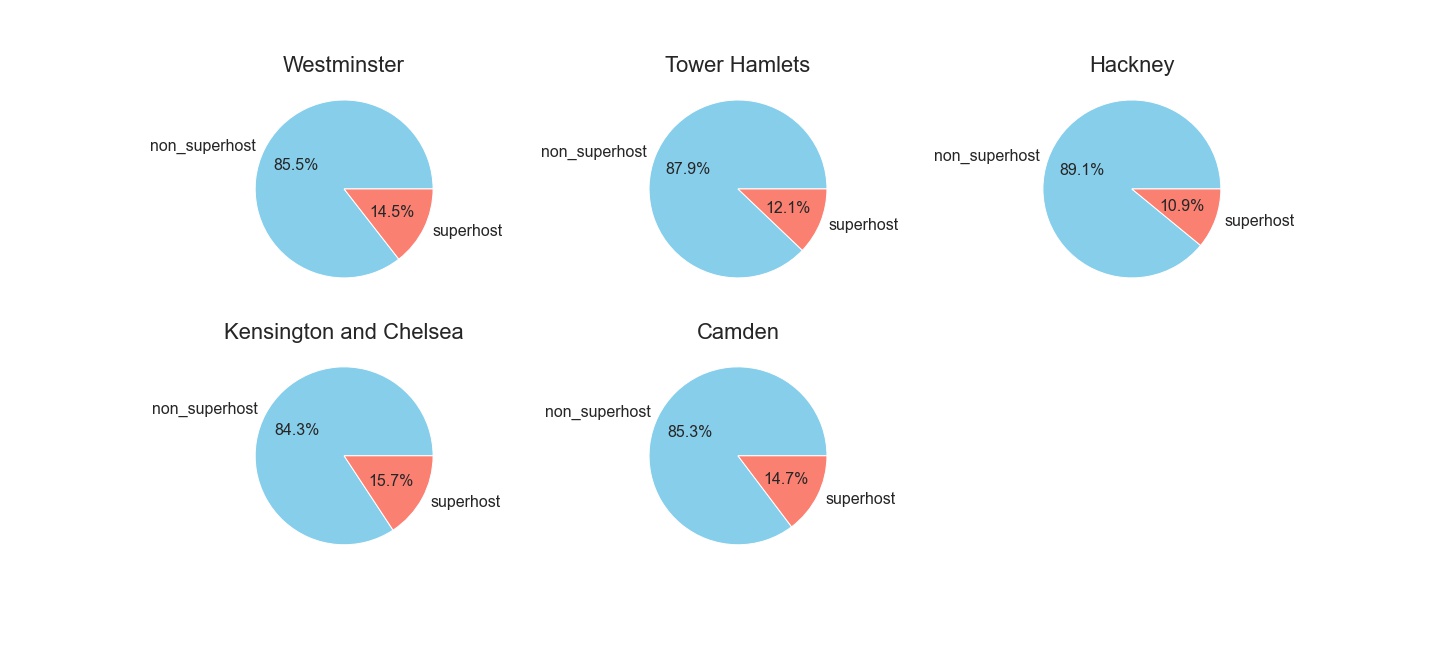 Westminster
non_superhost
85.5%
14.5%
superhost
Tower Hamlets
non_superhost
87.9%
12.1%
superhost
Hackney
non_superhost
89.1%
10.9%
superhost
Kensington and Chelsea
non_superhost
84.3%
15.7%
superhost
Camden
non_superhost
85.3%
14.7%
superhost